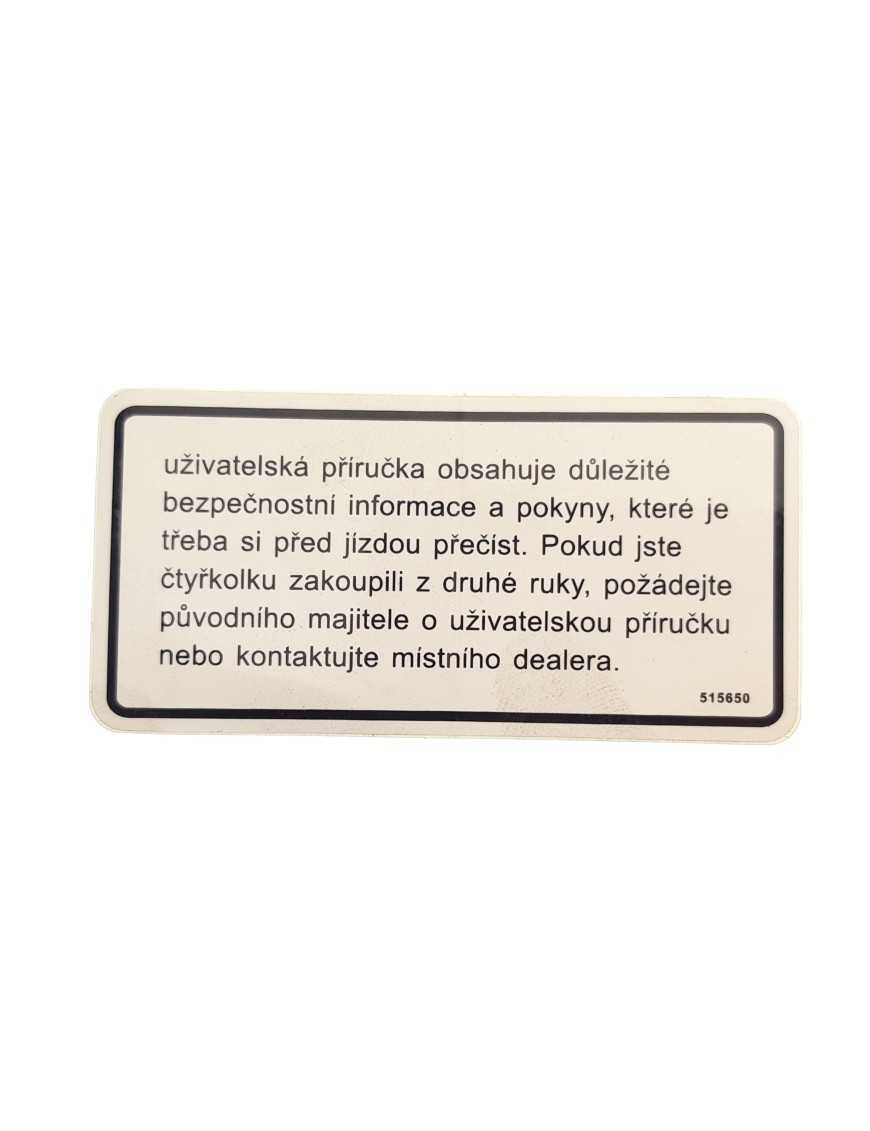 uživatelská příručka obsahuje důležité
bezpečnostní informace a pokyny, které je
třeba si před jízdou přečíst. Pokud jste
čtyřkolku zakoupili z druhé ruky, požádejte
původního majitele o uživatelskou příručku
nebo kontaktujte místního dealera.
515650